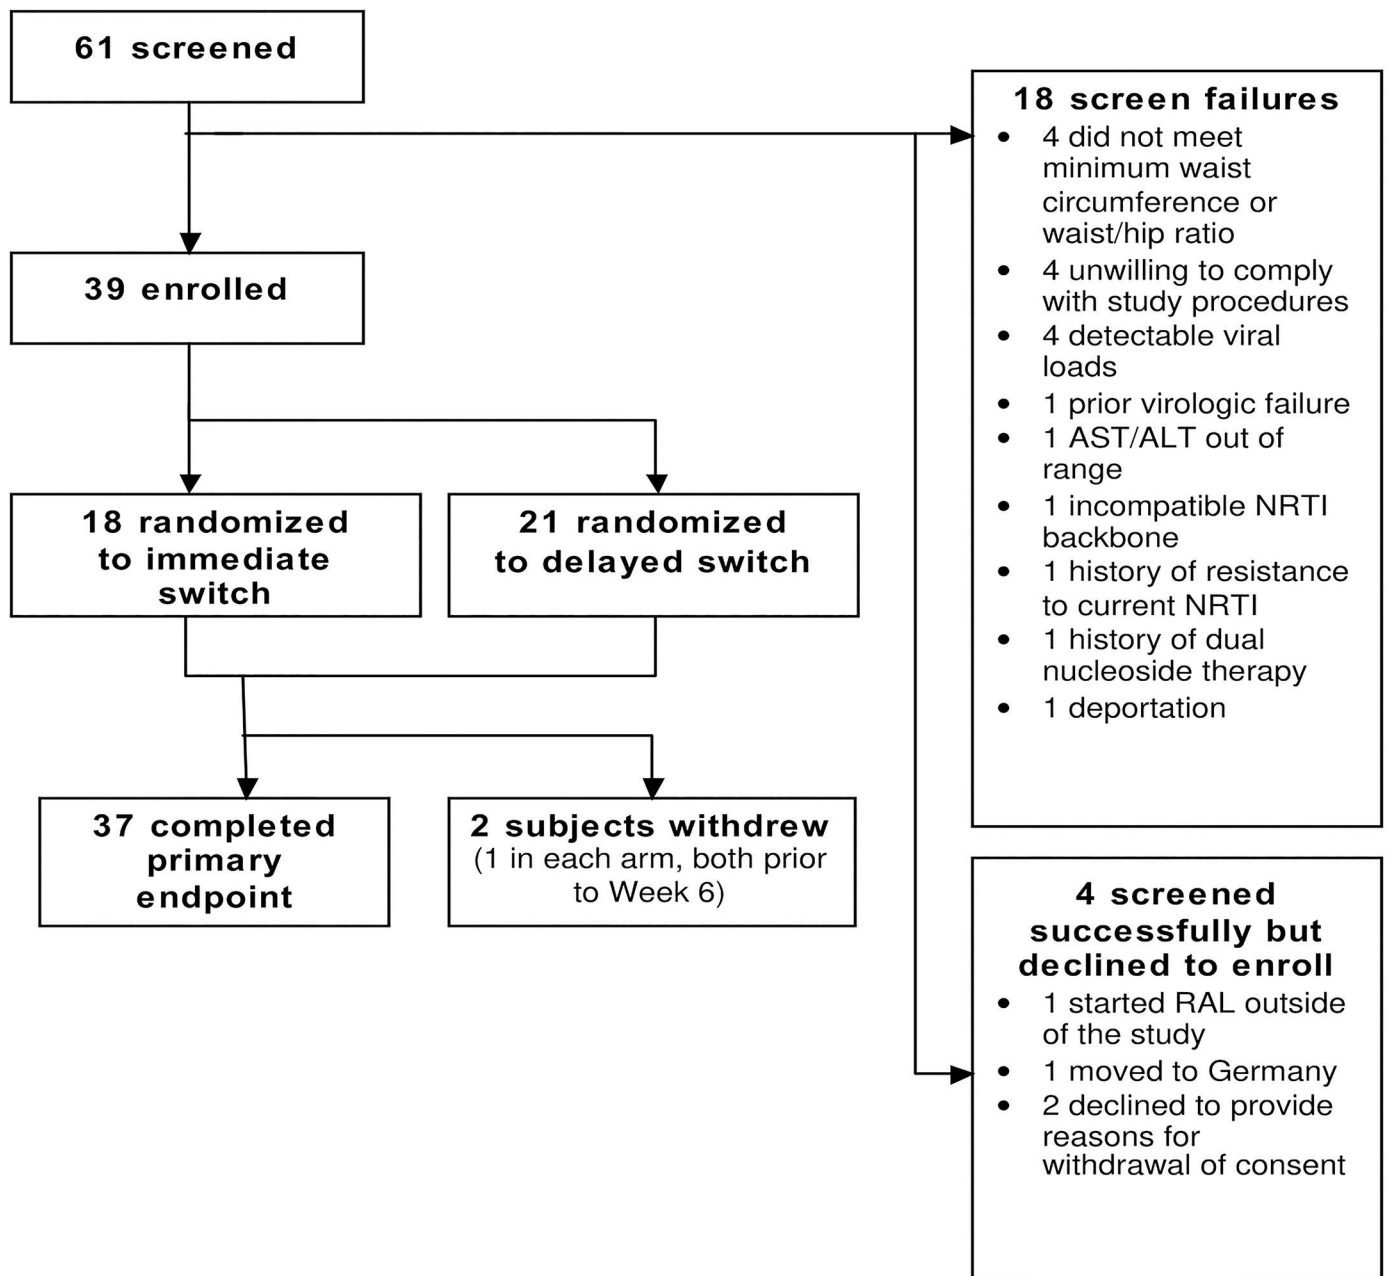 61 screened
39 enrolled
18 randomized
to immediate
switch
21 randomized
to delayed switch
37 completed
primary
endpoint
2 subjects withdrew
(1 in each arm, both prior
to Week 6)
18 screen failures
• 4 did not meet
minimum waist
circumference or
waist/hip ratio
• 4 unwilling to comply
with study procedures
• 4 detectable viral
loads
• 1 prior virologic failure
• 1 AST/ALT out of
range
• 1 incompatible NRTI
backbone
• 1 history of resistance
to current NRTI
• 1 history of dual
nucleoside therapy
• 1 deportation
4 screened
successfully but
declined to enroll
• 1 started RAL outside
of the study
• 1 moved to Germany
• 2 declined to provide
reasons for
withdrawal of consent